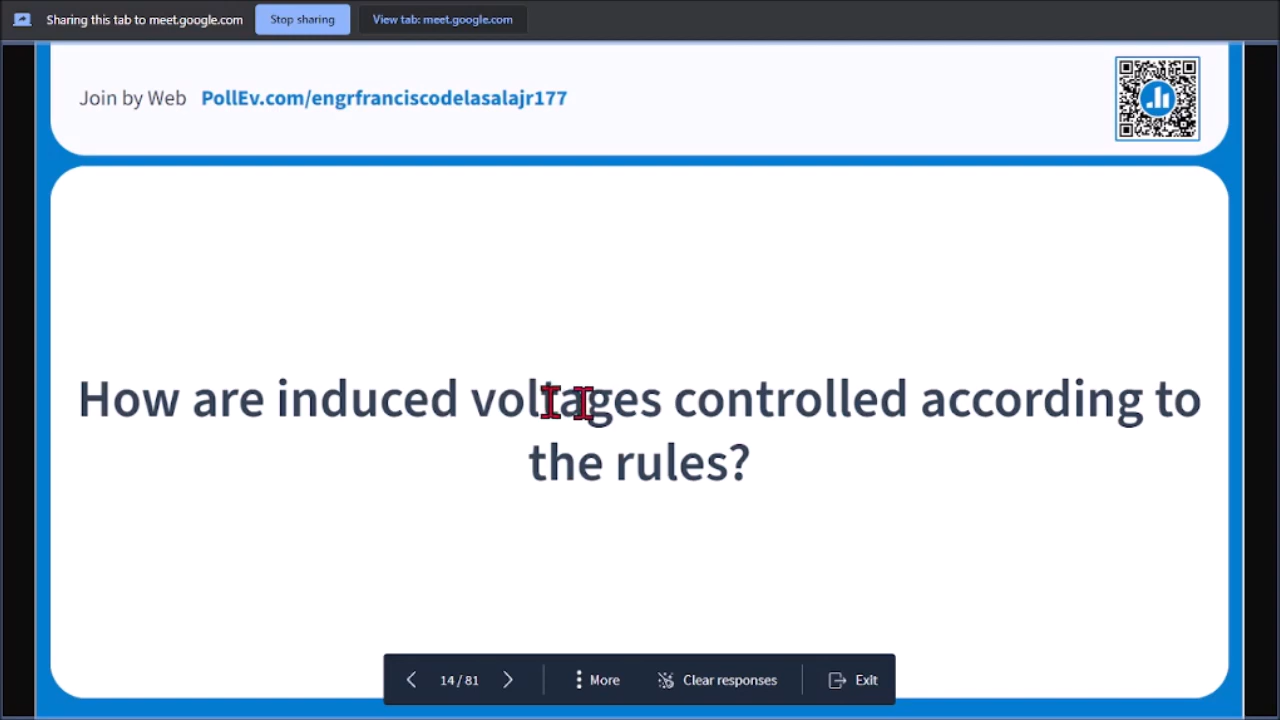 Sharing this tab to meet.google.com Stop sharing View tab: meet.google.com
Join by Web PollEv.com/engrfranciscodelasalajr177
How are induced voltages controlled according to
the rules?
14 / 81 More Clear responses Exit